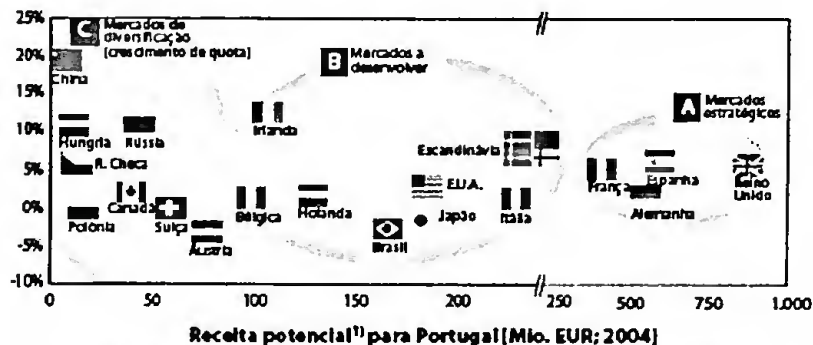 25%
20%
15%
10%
5%
0%
-5%
-10%
C Mercados de
diversificação
[crescimento de quota]
China
B Mercados a
desenvolver
A Mercados
estratégicos
Irlanda
Hungria
Rússia
Escandinávia
R. Checa
E.U.A.
França
Espanha
Reino
Unido
Canadá
Polónia
Suíça
Bélgica
Holanda
Japão
Itália
Alemanha
Áustria
Brasil
0 50 100 150 200 250 500 750 1.000
Receita potencial1) para Portugal [Mio. EUR; 2004]